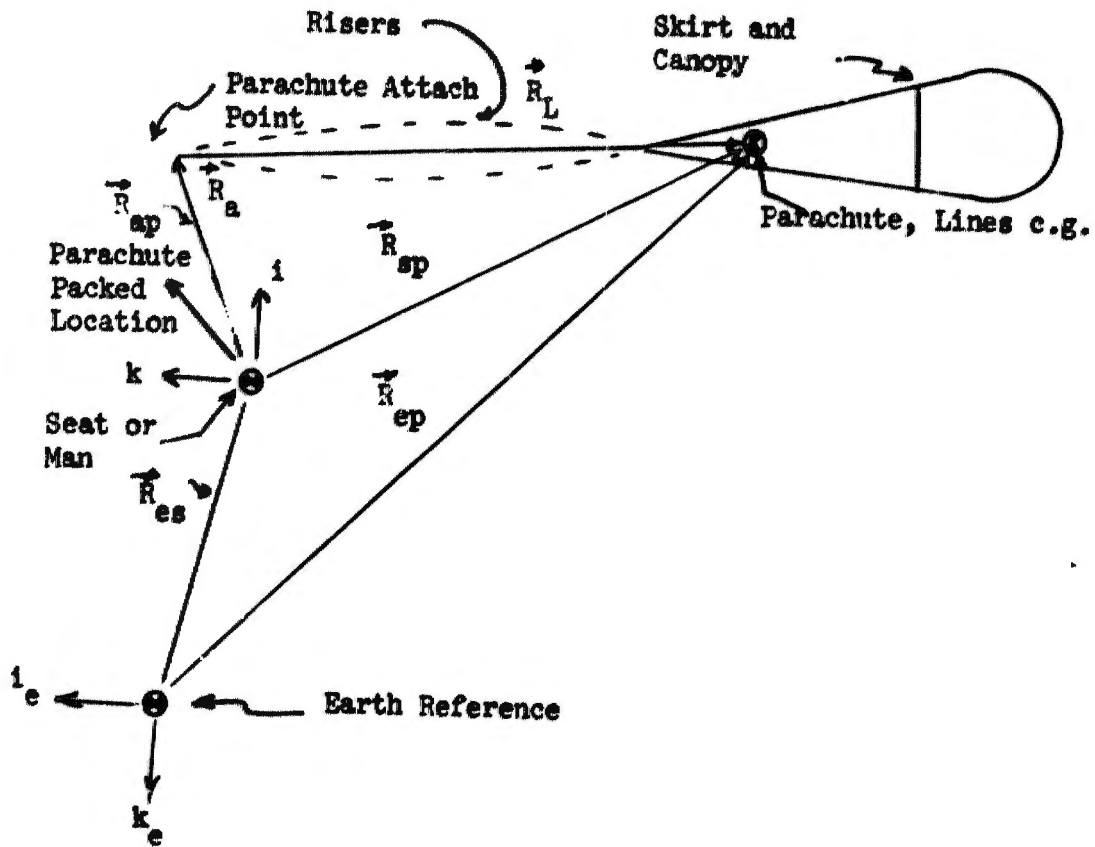 Risers
Skirt and
Canopy
Parachute Attach
Point
R_L
R_ap
R_a
Parachute, Lines c.g.
Parachute
Packed
Location
R_sp
i
k
R_ep
Seat or
Man
R_es
i_e
Earth Reference
k_e